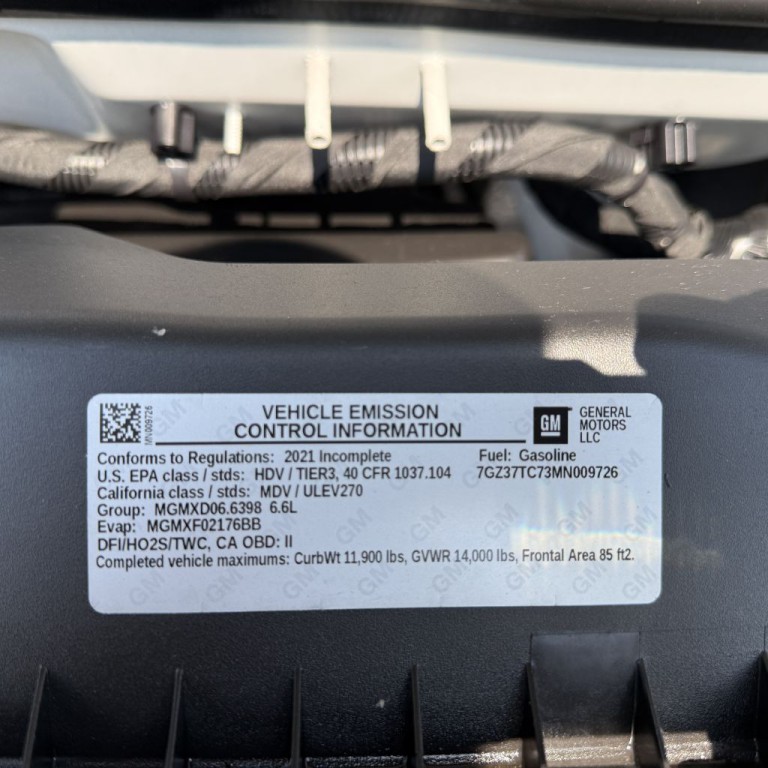 MN009726
VEHICLE EMISSION
CONTROL INFORMATION
GM
GENERAL
MOTORS
LLC
Conforms to Regulations: 2021 Incomplete
Fuel: Gasoline
U.S. EPA class / stds: HDV / TIER3, 40 CFR 1037.104
7GZ37TC73MN009726
California class / stds: MDV / ULEV270
Group: MGMXD06.6398 6.6L
Evap: MGMXF02176BB
DFI/HO2S/TWC, CA OBD: II
Completed vehicle maximums: CurbWt 11,900 lbs, GVWR 14,000 lbs, Frontal Area 85 ft2.